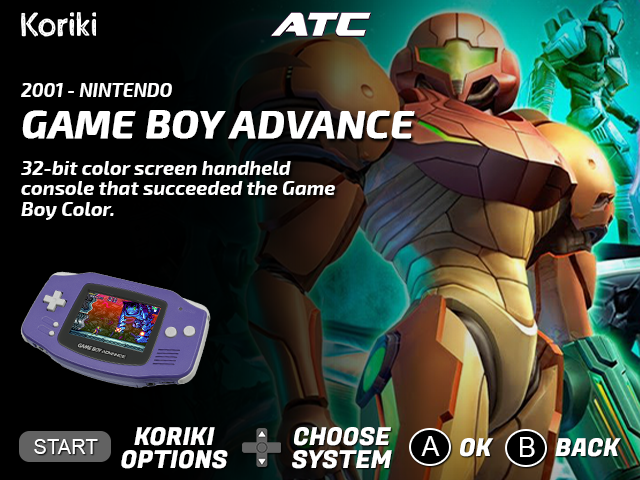 Koriki
ATC
2001 - NINTENDO
GAME BOY ADVANCE
32-bit color screen handheld
console that succeeded the Game
Boy Color.
GAME BOY ADVANCE
START
KORIKI
OPTIONS
CHOOSE
SYSTEM
A OK
B BACK